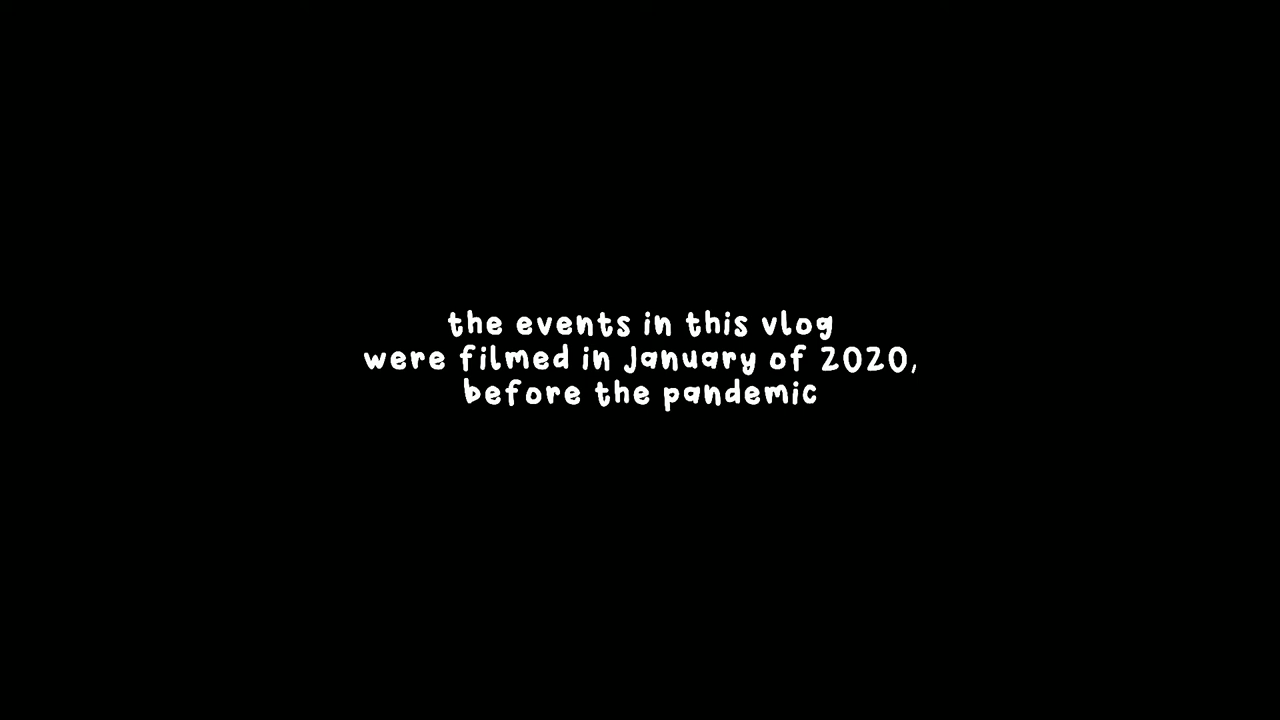 the events in this vlog
were filmed in January of 2020,
before the pandemic